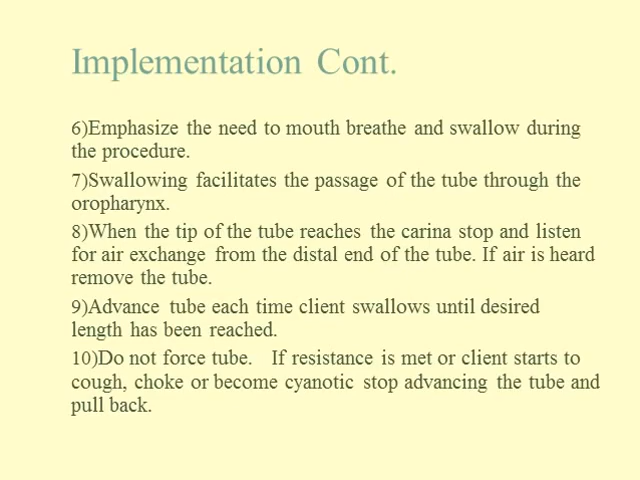 Implementation Cont.
6)Emphasize the need to mouth breathe and swallow during
the procedure.
7)Swallowing facilitates the passage of the tube through the
oropharynx.
8)When the tip of the tube reaches the carina stop and listen
for air exchange from the distal end of the tube. If air is heard
remove the tube.
9)Advance tube each time client swallows until desired
length has been reached.
10)Do not force tube. If resistance is met or client starts to
cough, choke or become cyanotic stop advancing the tube and
pull back.